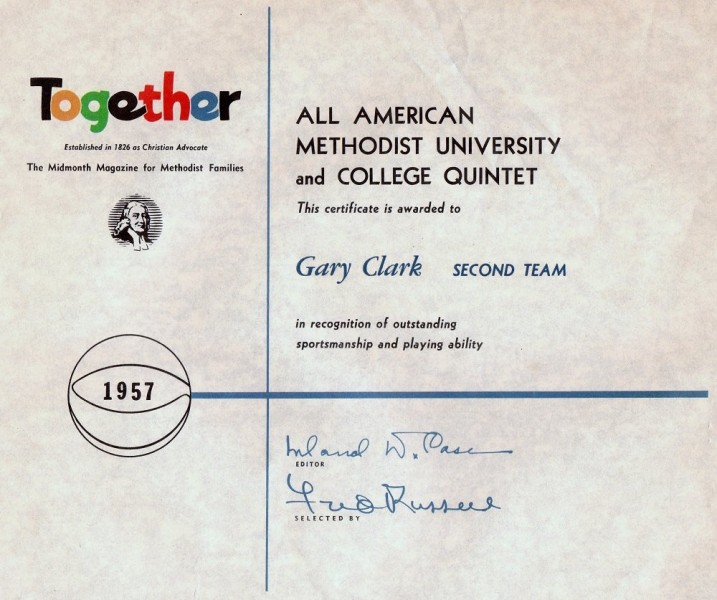 Together
Established in 1826 as Christian Advocate
The Midmonth Magazine for Methodist Families
1957
ALL AMERICAN
METHODIST UNIVERSITY
and COLLEGE QUINTET
This certificate is awarded to
Gary Clark SECOND TEAM
in recognition of outstanding
sportsmanship and playing ability
W.
EDITOR
Fred Russell
SELECTED BY